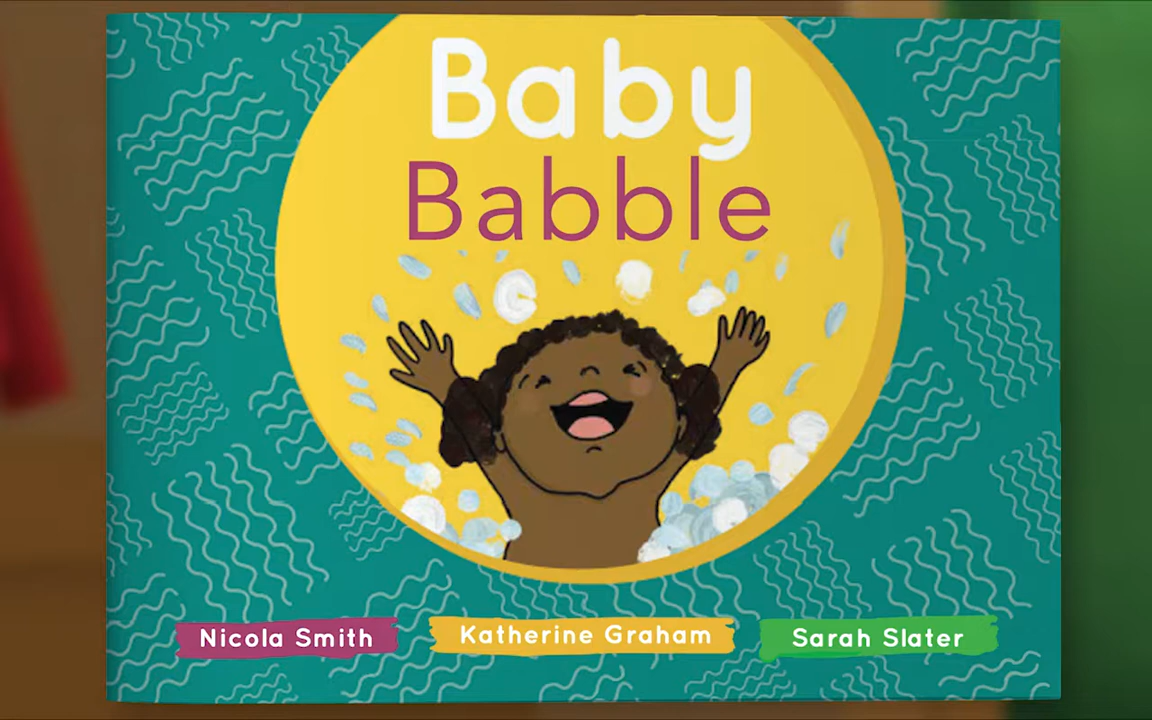 Baby
Babble
Nicola Smith
Katherine Graham
Sarah Slater